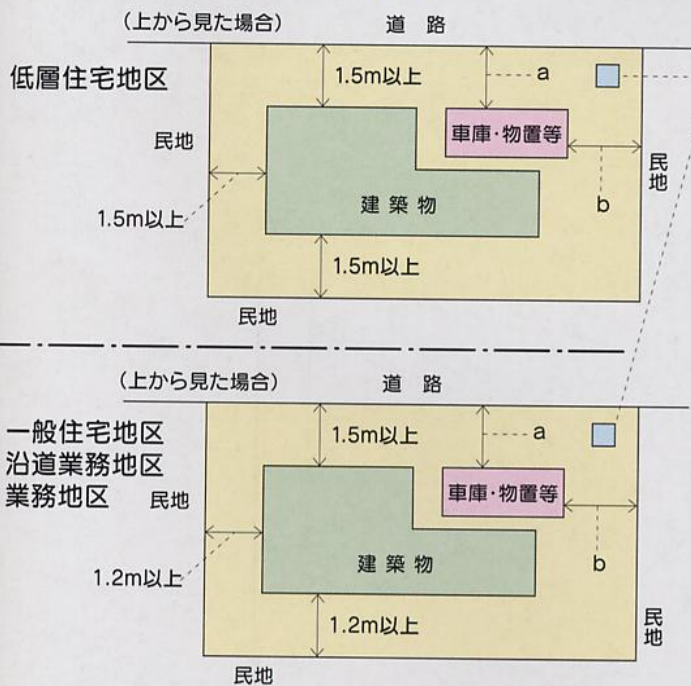 (上から見た場合)
道 路
低層住宅地区
1.5m以上
a
車庫・物置等
民地
民地
b
建 築 物
1.5m以上
1.5m以上
民地
(上から見た場合)
道 路
一般住宅地区
沿道業務地区
業務地区
1.5m以上
a
車庫・物置等
民地
b
建 築 物
1.2m以上
1.2m以上
民地
民地